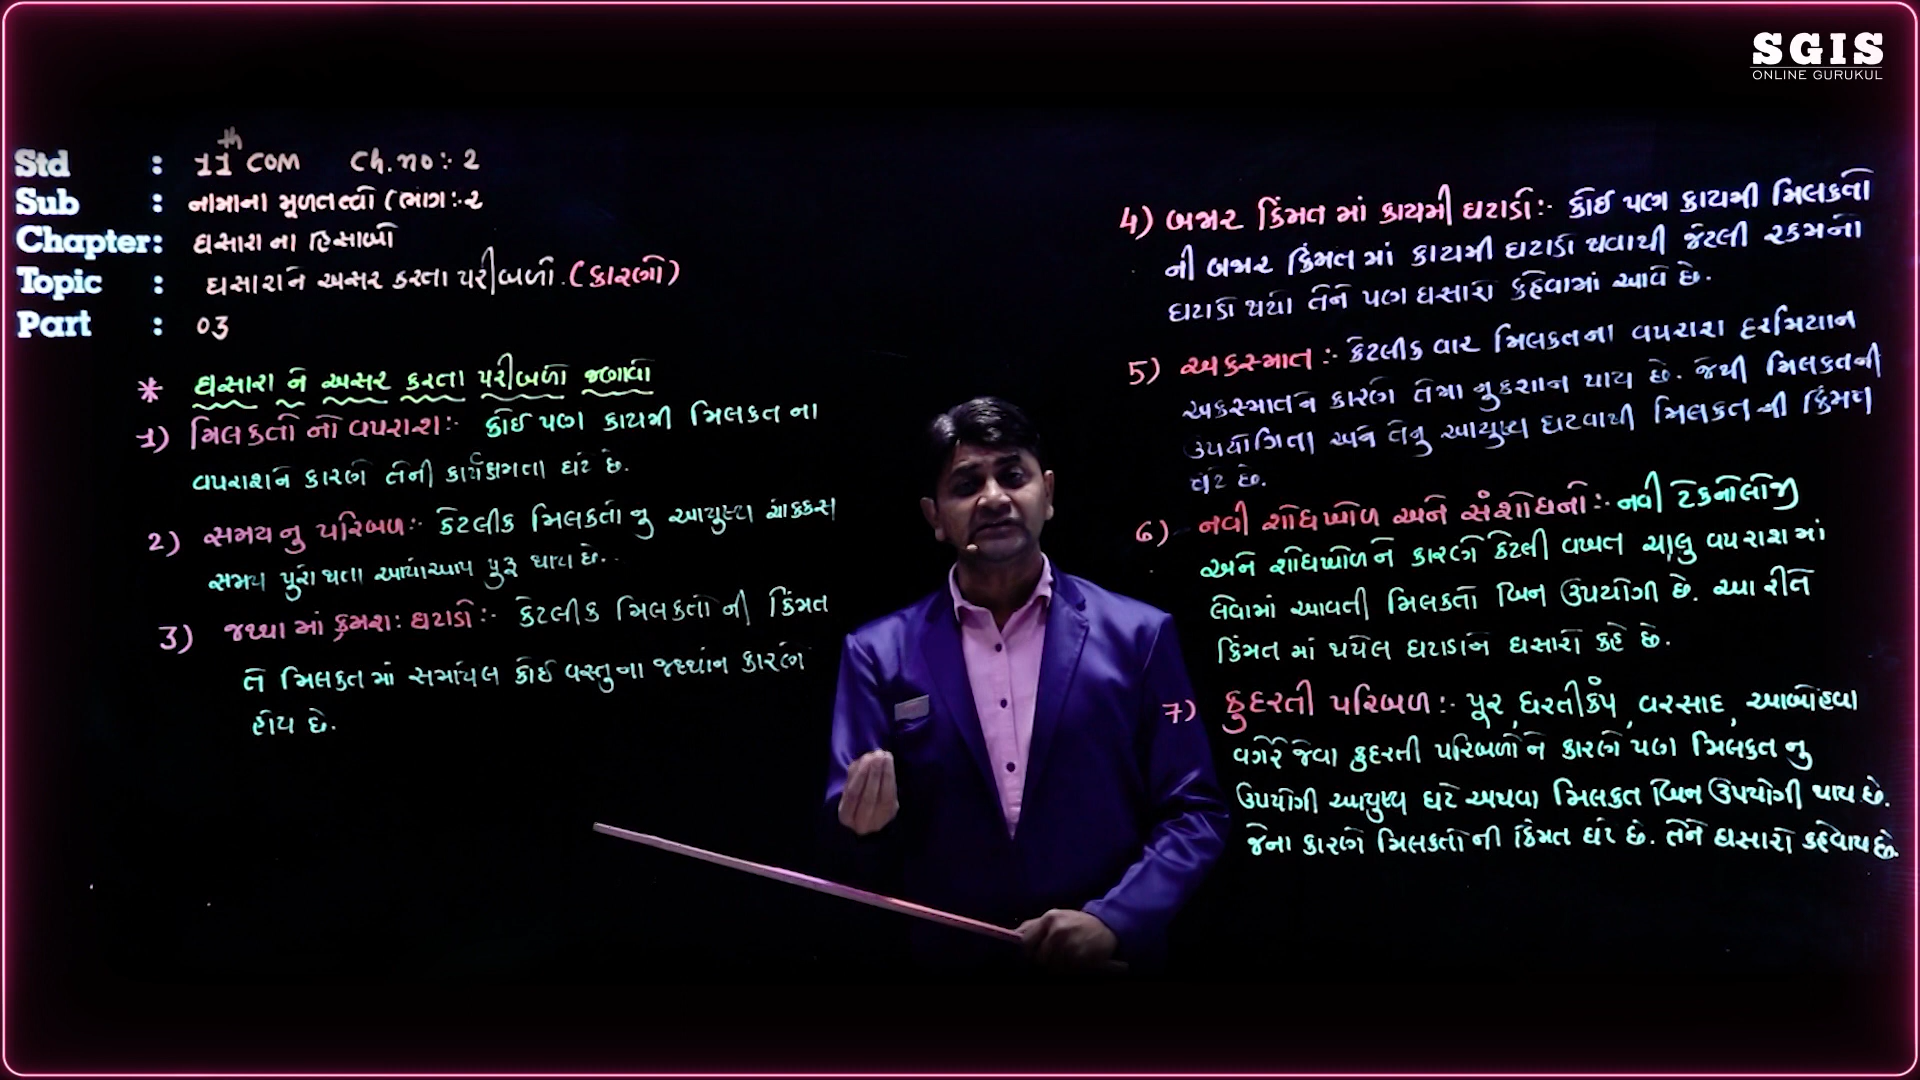 SGIS
ONLINE GURUKUL
Std : 11th COM Ch.no:- 2
Sub : નામાના મૂળતત્વો (ભાગ:-2
Chapter: ઘસારા ના હિસાબો
Topic : ઘસારાને અસર કરતા પરીબળો. (કારણો)
Part : 03
* ઘસારા ને અસર કરતા પરીબળો જણાવો
1) મિલકતો નો વપરાશ:- કોઈ પણ કાયમી મિલકત ના
વપરાશને કારણે તેની કાર્યક્ષમતા ઘટે છે.
2) સમય નુ પરિબળ:- કેટલીક મિલકતો નુ આયુષ્ય ચોક્કસ
સમય પુરો થતા આપોઆપ પુરૂ થાય છે.
3) જથ્થા માં ક્રમશ: ઘટાડો:- કેટલીક મિલકતો ની કિંમત
તે મિલકત માં સમાયેલ કોઈ વસ્તુ ના જથ્થાને કારણે
હોય છે.
4) બજાર કિંમત માં કાયમી ઘટાડો:- કોઈ પણ કાયમી મિલકતો
ની બજાર કિંમત માં કાયમી ઘટાડો થવાથી જેટલી રકમનો
ઘટાડો થયો તેને પણ ઘસારો કહેવામાં આવે છે.
5) અકસ્માત:- કેટલીક વાર મિલકત ના વપરાશ દરમિયાન
અકસ્માતને કારણે તેમા નુકશાન થાય છે. જેથી મિલકતની
ઉપયોગિતા અને તેનુ આયુષ્ય ઘટવાથી મિલકત ની કિંમત
ઘટે છે.
6) નવી શોધખોળ અને સંશોધનો:- નવી ટેકનોલોજી
અને શોધખોળ ને કારણે કેટલી વખત ચાલુ વપરાશ માં
લેવામાં આવતી મિલકતો બિન ઉપયોગી છે. આ રીતે
કિંમત માં થયેલ ઘટાડાને ઘસારો કહે છે.
7) કુદરતી પરિબળ:- પૂર, ધરતીકંપ, વરસાદ, આબોહવા
વગેરે જેવા કુદરતી પરિબળો ને કારણે પણ મિલકત નુ
ઉપયોગી આયુષ્ય ઘટે અથવા મિલકત બિન ઉપયોગી થાય છે.
જેના કારણે મિલકતો ની કિંમત ઘટે છે. તેને ઘસારો કહેવાય છે.